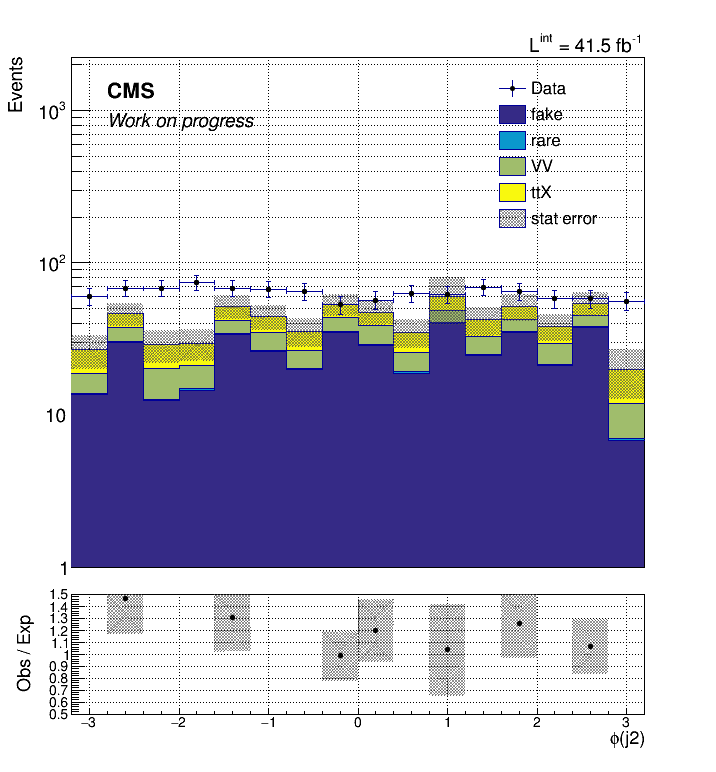 L^int = 41.5 fb^-1
Events
CMS
Work on progress
Data
fake
rare
VV
ttX
stat error
10^3
10^2
10
1
Obs / Exp
1.5
1.4
1.3
1.2
1.1
1
0.9
0.8
0.7
0.6
0.5
−3 −2 −1 0 1 2 3
ϕ(j2)